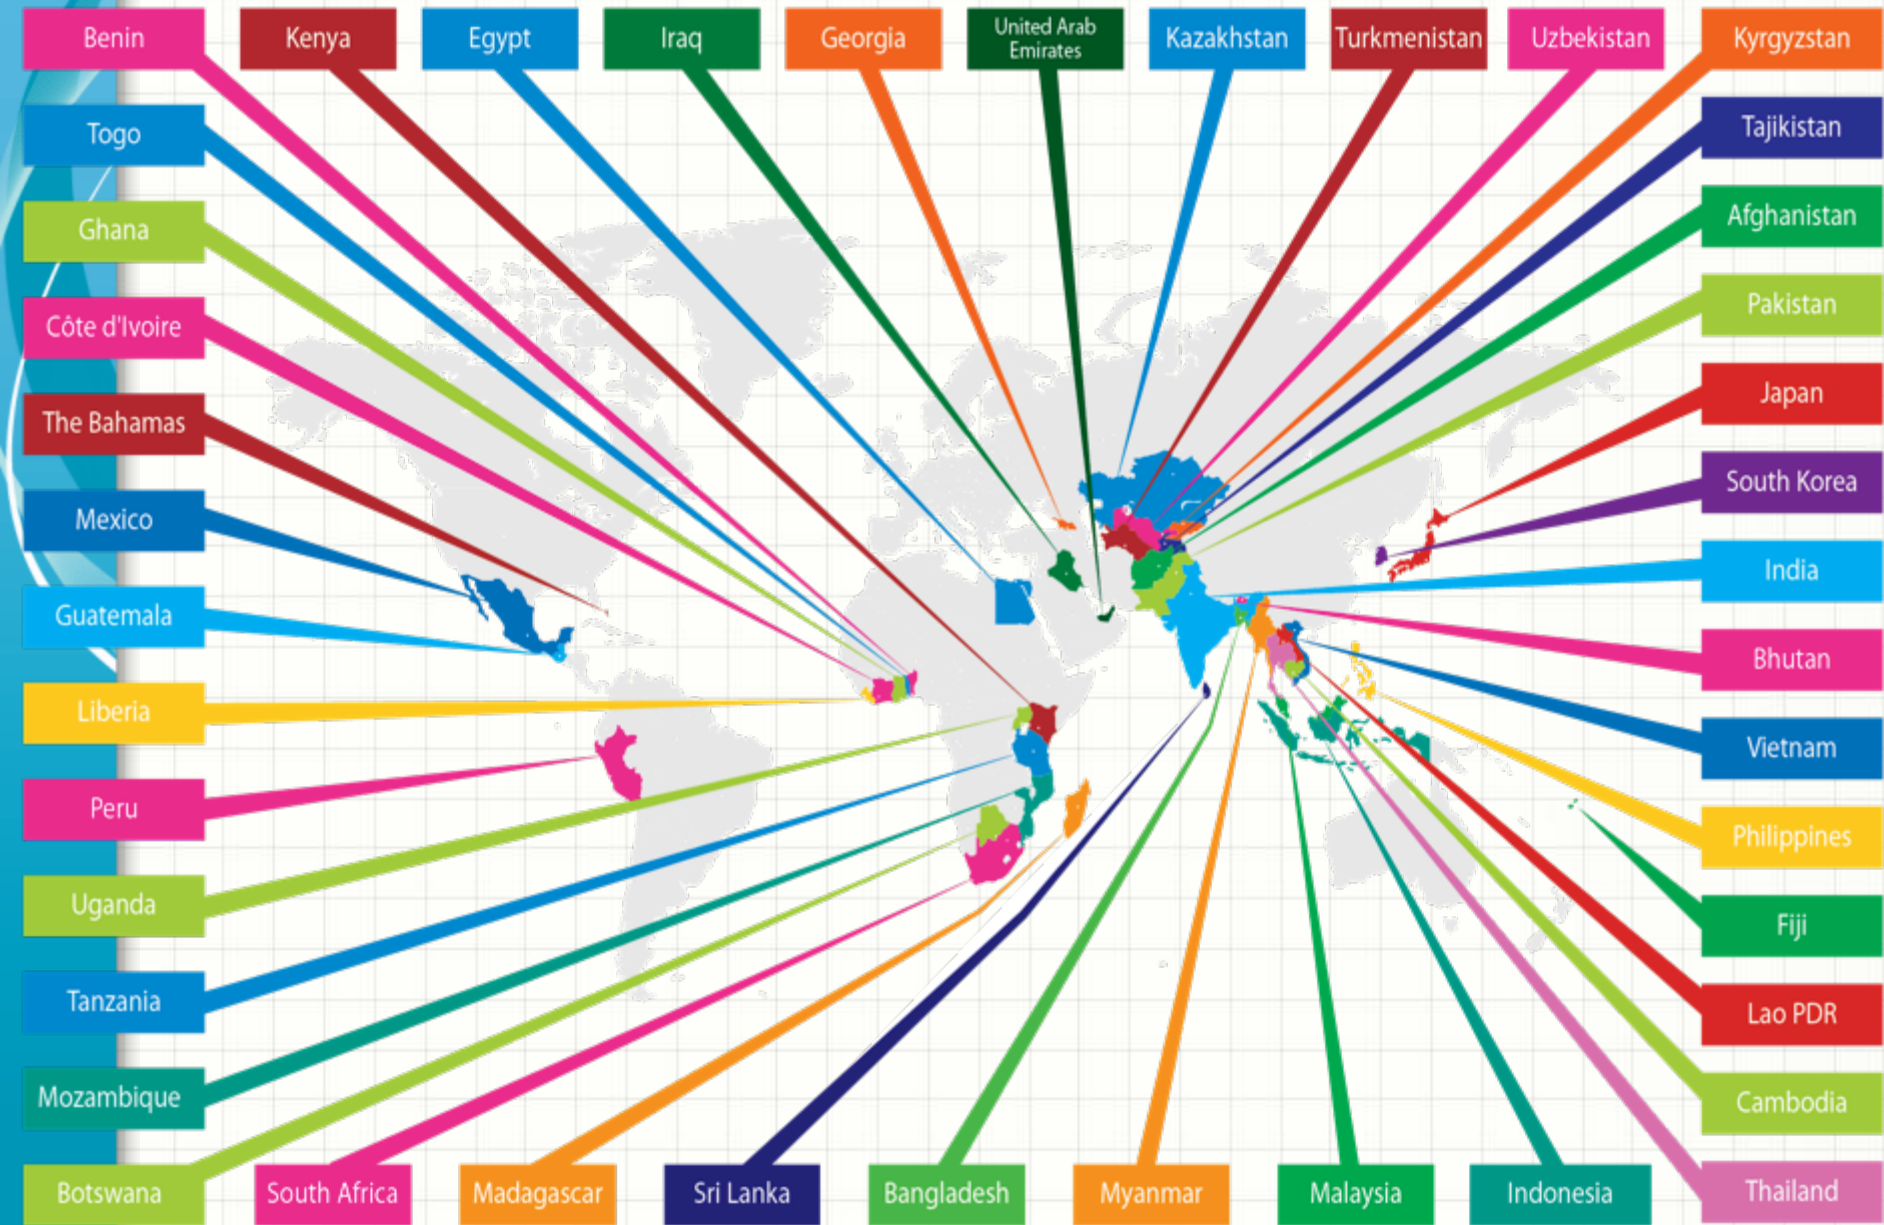 Benin
Kenya
Egypt
Iraq
Georgia
United Arab
Emirates
Kazakhstan
Turkmenistan
Uzbekistan
Kyrgyzstan
Togo
Tajikistan
Ghana
Afghanistan
Côte d'Ivoire
Pakistan
The Bahamas
Japan
Mexico
South Korea
Guatemala
India
Liberia
Bhutan
Peru
Vietnam
Uganda
Philippines
Tanzania
Fiji
Mozambique
Lao PDR
Botswana
Cambodia
South Africa
Madagascar
Sri Lanka
Bangladesh
Myanmar
Malaysia
Indonesia
Thailand